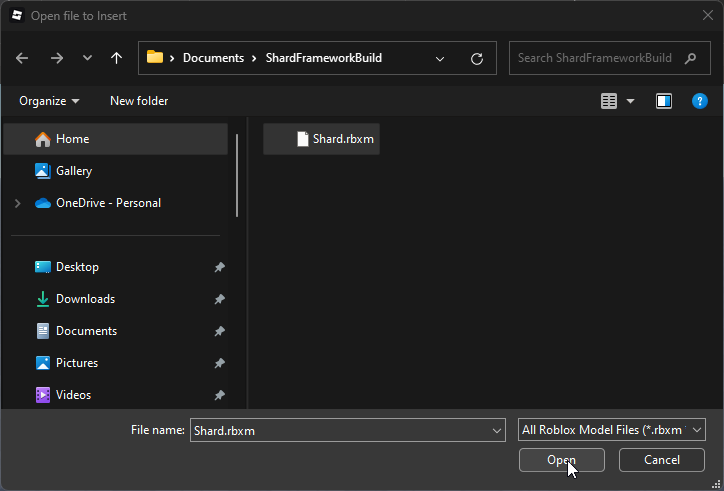 Open file to Insert
Documents ShardFrameworkBuild
Search ShardFrameworkBuild
Organize New folder
Home
Gallery
OneDrive - Personal
Desktop
Downloads
Documents
Pictures
Videos
Shard.rbxm
File name: Shard.rbxm
All Roblox Model Files (*.rbxm
Open Cancel